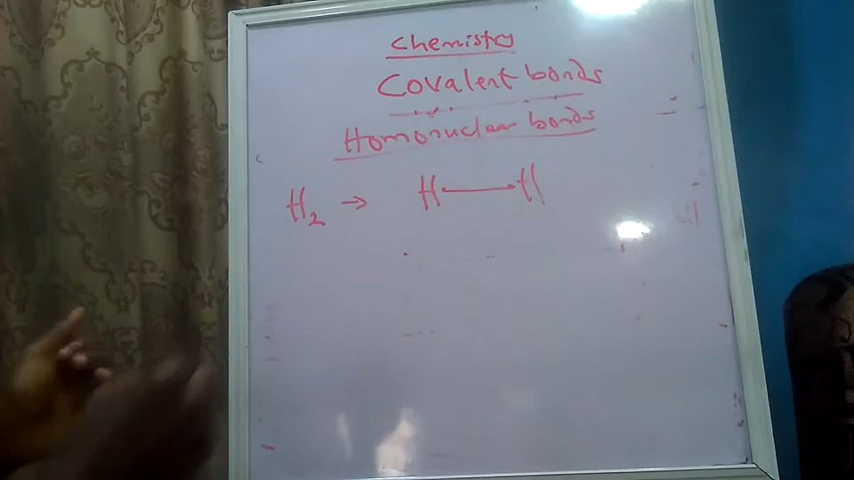 Chemistry
Covalent bonds
Homonuclear bonds
H2 → H—H